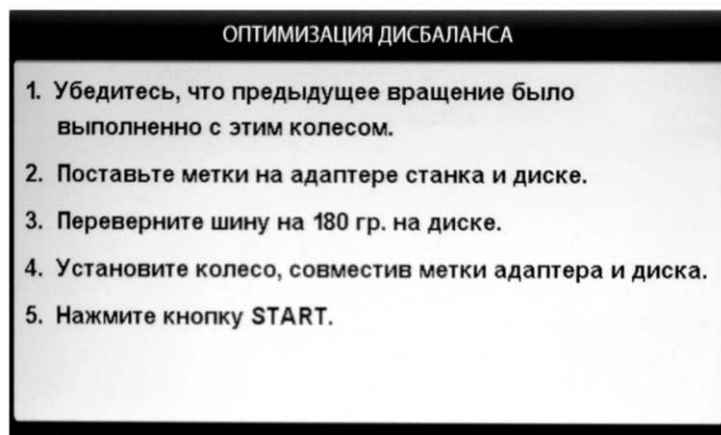 ОПТИМИЗАЦИЯ ДИСБАЛАНСА
1. Убедитесь, что предыдущее вращение было
выполненно с этим колесом.
2. Поставьте метки на адаптере станка и диске.
3. Переверните шину на 180 гр. на диске.
4. Установите колесо, совместив метки адаптера и диска.
5. Нажмите кнопку START.